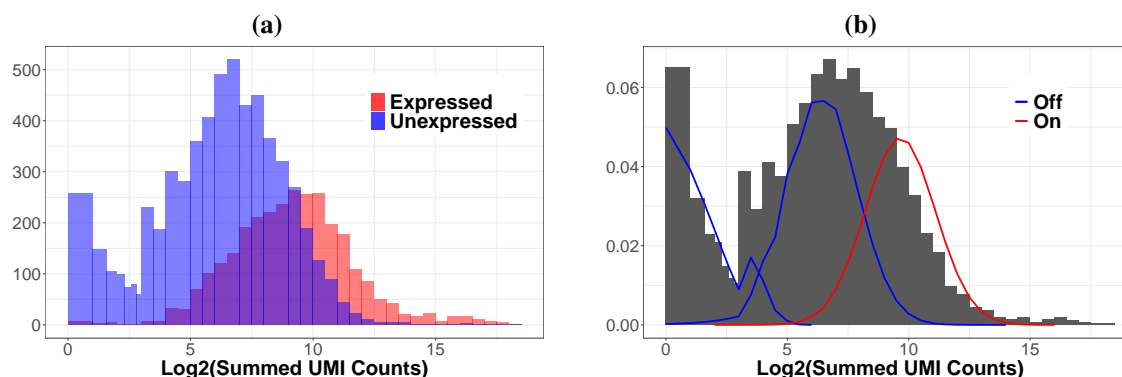 (a)
500
400
300
200
100
0
Expressed
Unexpressed
0 5 10 15
Log2(Summed UMI Counts)
(b)
0.06
0.04
0.02
0.00
Off
On
0 5 10 15
Log2(Summed UMI Counts)